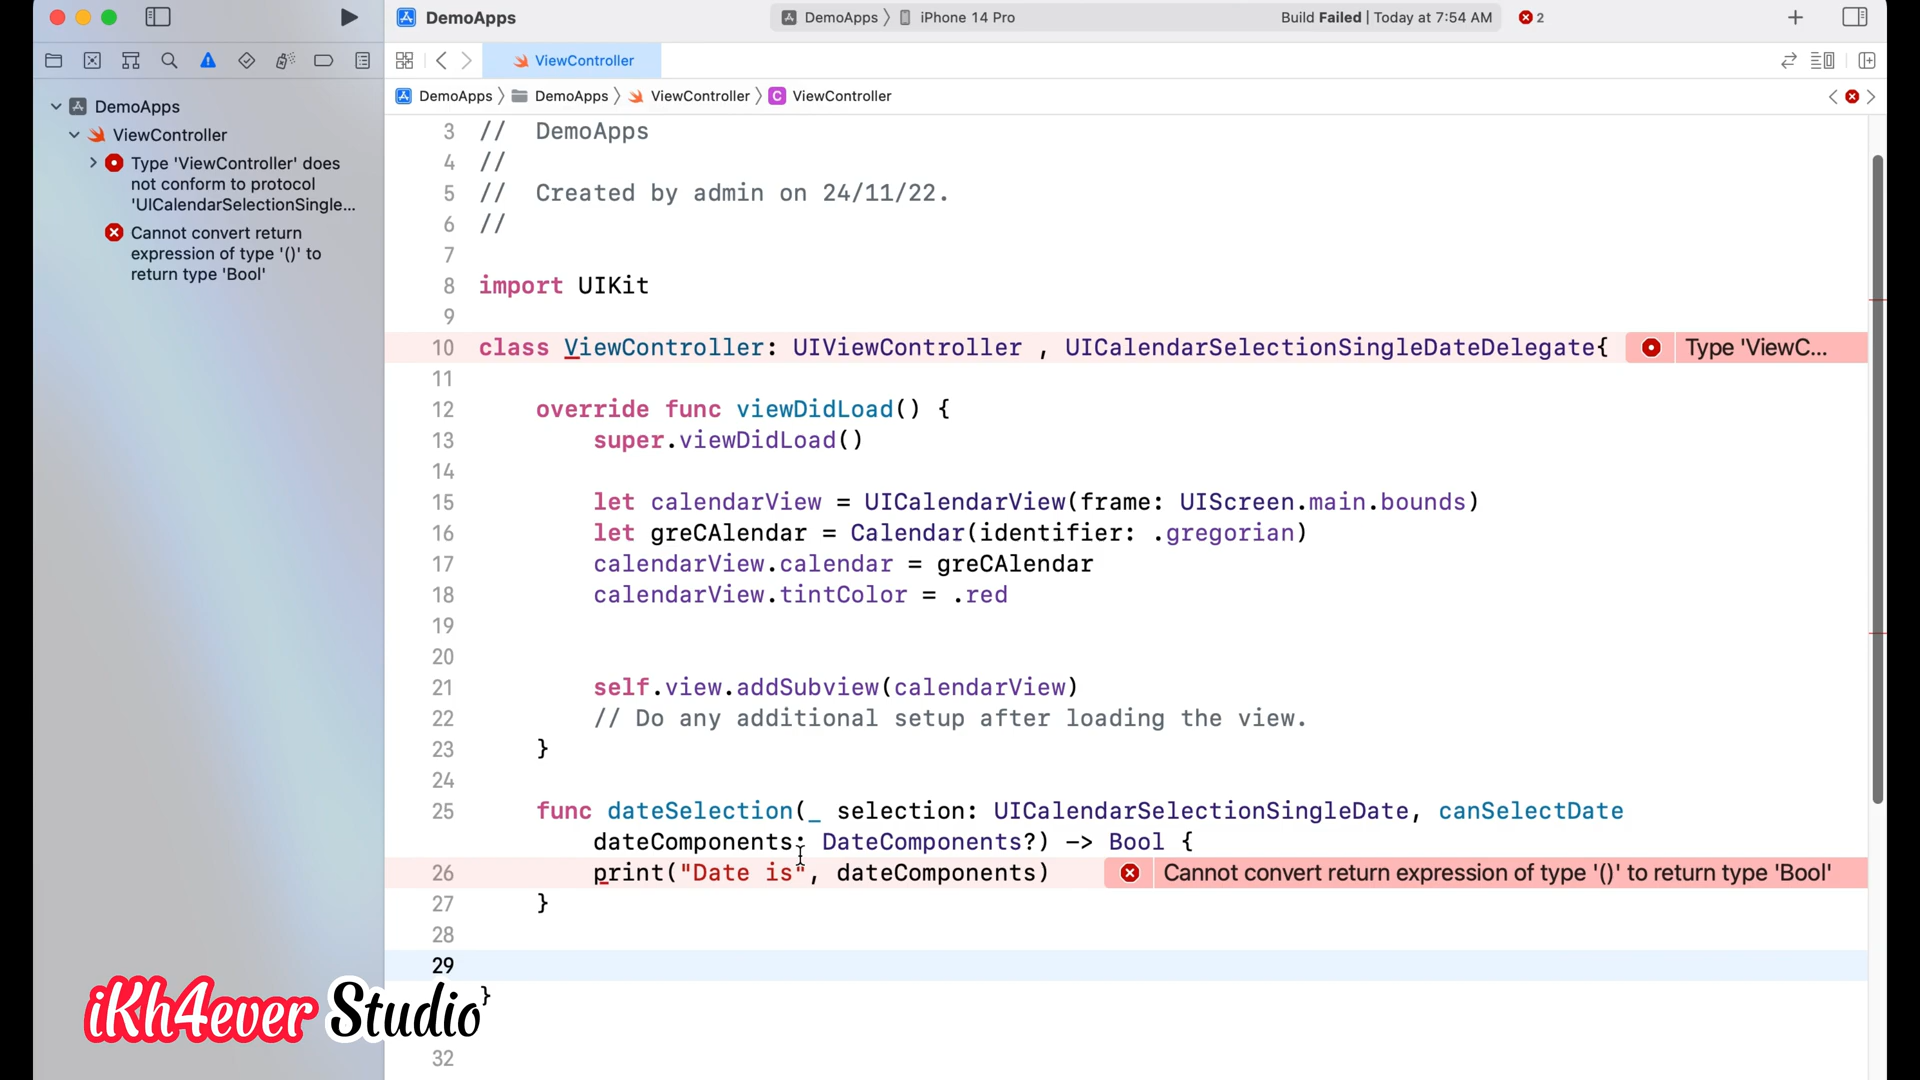 DemoApps
DemoApps
iPhone 14 Pro
Build Failed | Today at 7:54 AM
2
ViewController
DemoApps
DemoApps
ViewController
ViewController
DemoApps
ViewController
Type 'ViewController' does
not conform to protocol
'UICalendarSelectionSingle...
Cannot convert return
expression of type '()' to
return type 'Bool'
3 // DemoApps
4 //
5 // Created by admin on 24/11/22.
6 //
7
8 import UIKit
9
10 class ViewController: UIViewController , UICalendarSelectionSingleDateDelegate{ Type 'ViewC...
11
12 override func viewDidLoad() {
13 super.viewDidLoad()
14
15 let calendarView = UICalendarView(frame: UIScreen.main.bounds)
16 let greCAlendar = Calendar(identifier: .gregorian)
17 calendarView.calendar = greCAlendar
18 calendarView.tintColor = .red
19
20
21 self.view.addSubview(calendarView)
22 // Do any additional setup after loading the view.
23 }
24
25 func dateSelection(_ selection: UICalendarSelectionSingleDate, canSelectDate
dateComponents: DateComponents?) -> Bool {
26 print("Date is", dateComponents) Cannot convert return expression of type '()' to return type 'Bool'
27 }
28
29
}
32
iKh4ever Studio